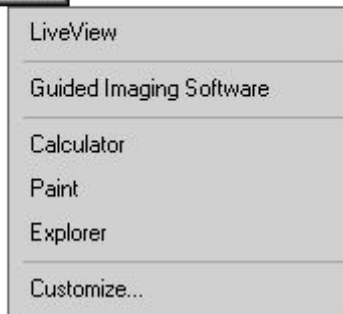 LiveView
Guided Imaging Software
Calculator
Paint
Explorer
Customize...